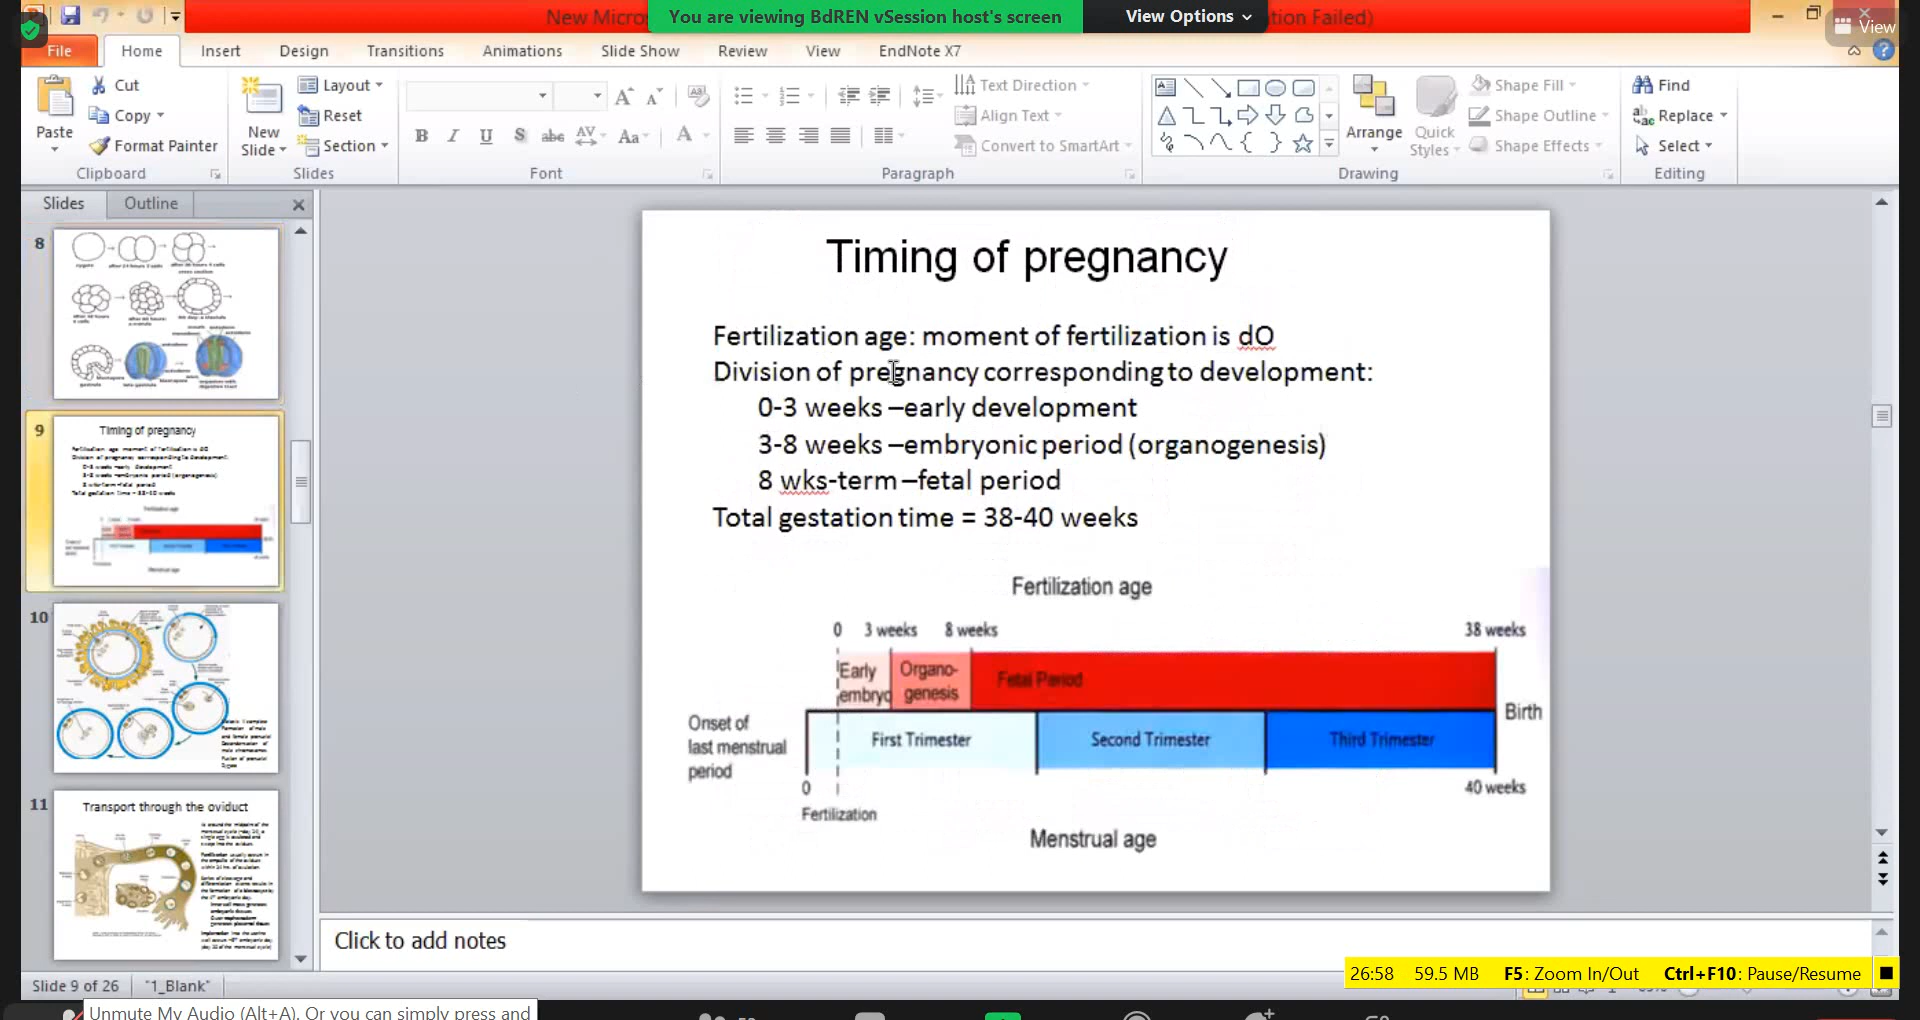 New Micro
You are viewing BdREN vSession host's screen
View Options
tion Failed)
View
File
Home
Insert
Design
Transitions
Animations
Slide Show
Review
View
EndNote X7
Paste
Cut
Copy
Format Painter
Clipboard
New
Slide
Layout
Reset
Section
Slides
B I U S abc AV Aa A
Font
Text Direction
Align Text
Convert to SmartArt
Paragraph
Arrange
Quick
Styles
Shape Fill
Shape Outline
Shape Effects
Drawing
Find
Replace
Select
Editing
Slides
Outline
8
9
Timing of pregnancy
10
11
Transport through the oviduct
Timing of pregnancy
Fertilization age: moment of fertilization is dO
Division of pregnancy corresponding to development:
0-3 weeks –early development
3-8 weeks –embryonic period (organogenesis)
8 wks-term –fetal period
Total gestation time = 38-40 weeks
Fertilization age
0 3 weeks 8 weeks 38 weeks
Early
embryo
Organo-
genesis
Fetal Period
Onset of
last menstrual
period
First Trimester
Second Trimester
Third Trimester
Birth
0
40 weeks
Fertilization
Menstrual age
Click to add notes
26:58 59.5 MB F5: Zoom In/Out Ctrl+F10: Pause/Resume
Slide 9 of 26
"1_Blank"
Unmute My Audio (Alt+A). Or you can simply press and